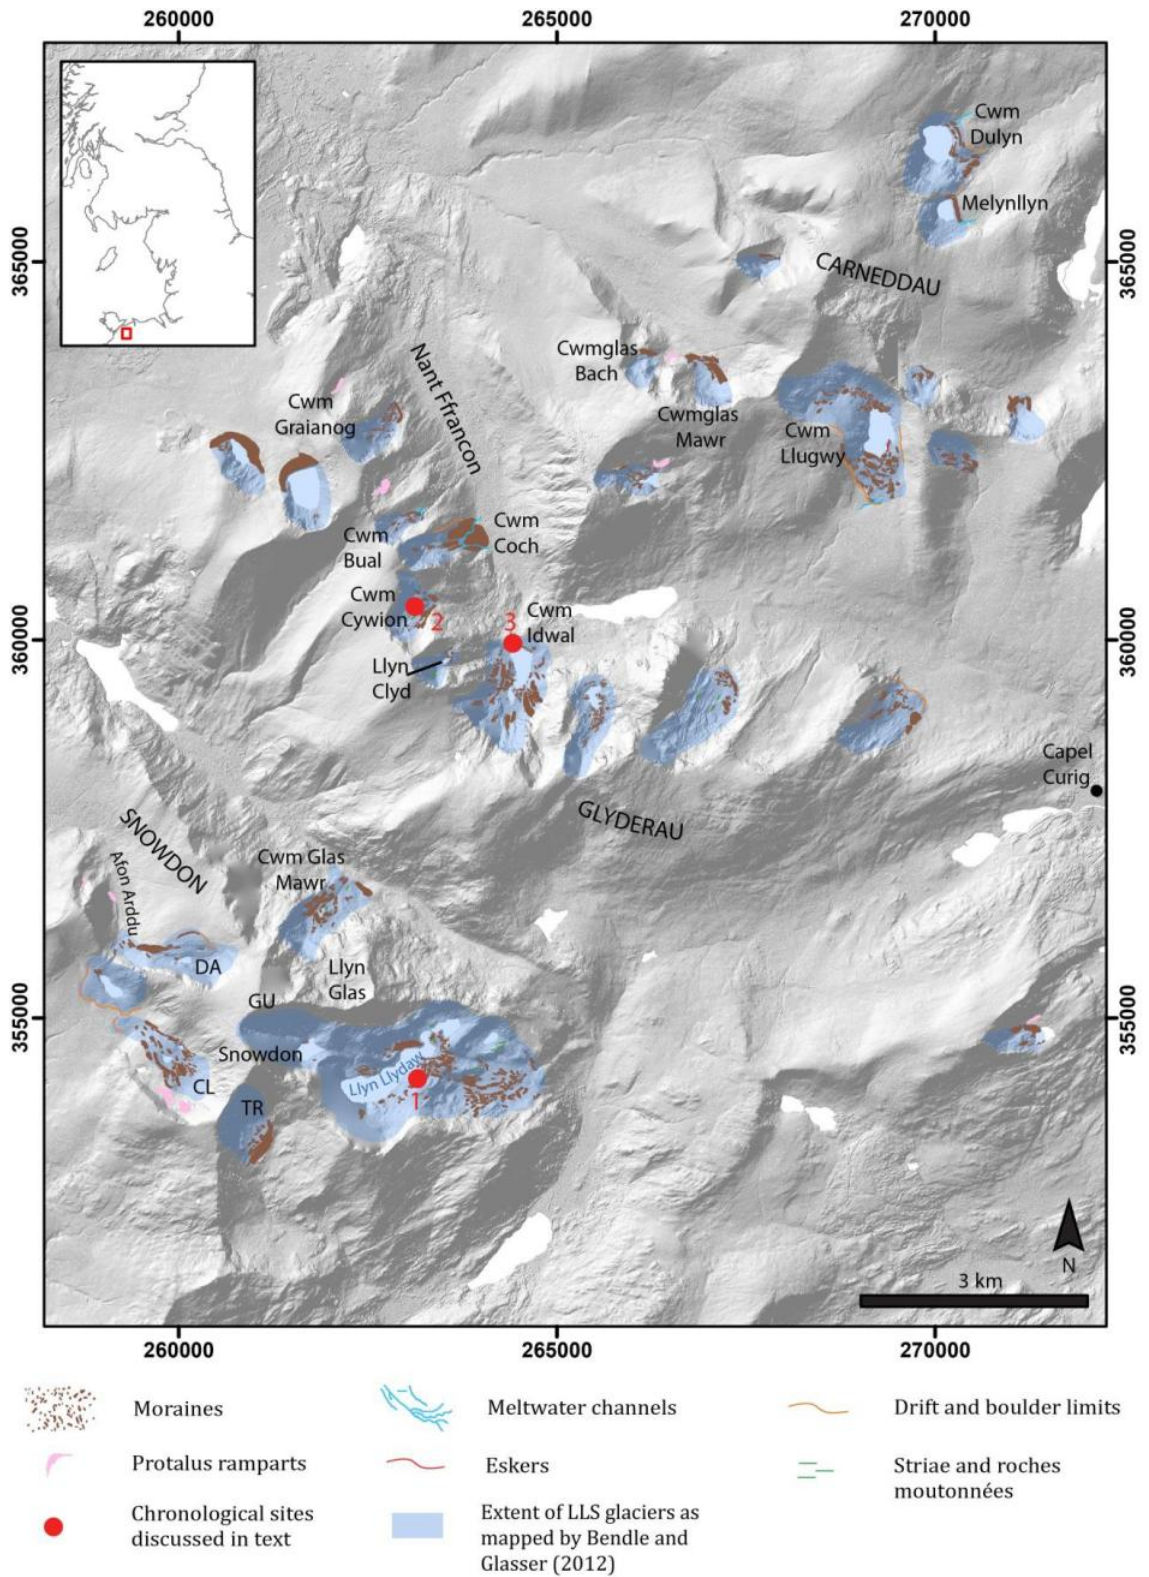 260000
265000
270000
365000
365000
Cwm
Dulyn
Melynllyn
CARNEDDAU
Cwmglas
Bach
Nant Ffrancon
Cwm
Graianog
Cwmglas
Mawr
Cwm
Llugwy
Cwm
Bual
Cwm
Coch
Cwm
Cywion
2
3
Cwm
Idwal
360000
360000
Llyn
Clyd
Capel
Curig
GLYDERAU
SNOWDON
Afon Arddu
Cwm Glas
Mawr
DA
Llyn
Glas
GU
355000
355000
Snowdon
Llyn Llydaw
CL
TR
1
N
3 km
260000
265000
270000
Moraines
Meltwater channels
Drift and boulder limits
Protalus ramparts
Eskers
Striae and roches
moutonnées
Chronological sites
discussed in text
Extent of LLS glaciers as
mapped by Bendle and
Glasser (2012)